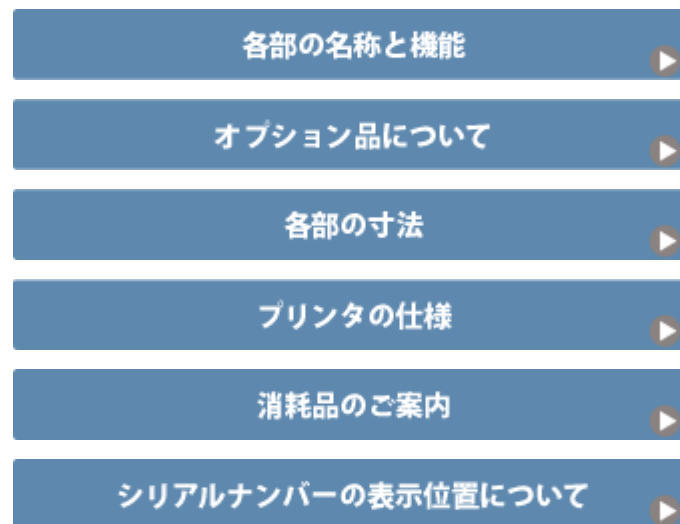 各部の名称と機能
オプション品について
各部の寸法
プリンタの仕様
消耗品のご案内
シリアルナンバーの表示位置について